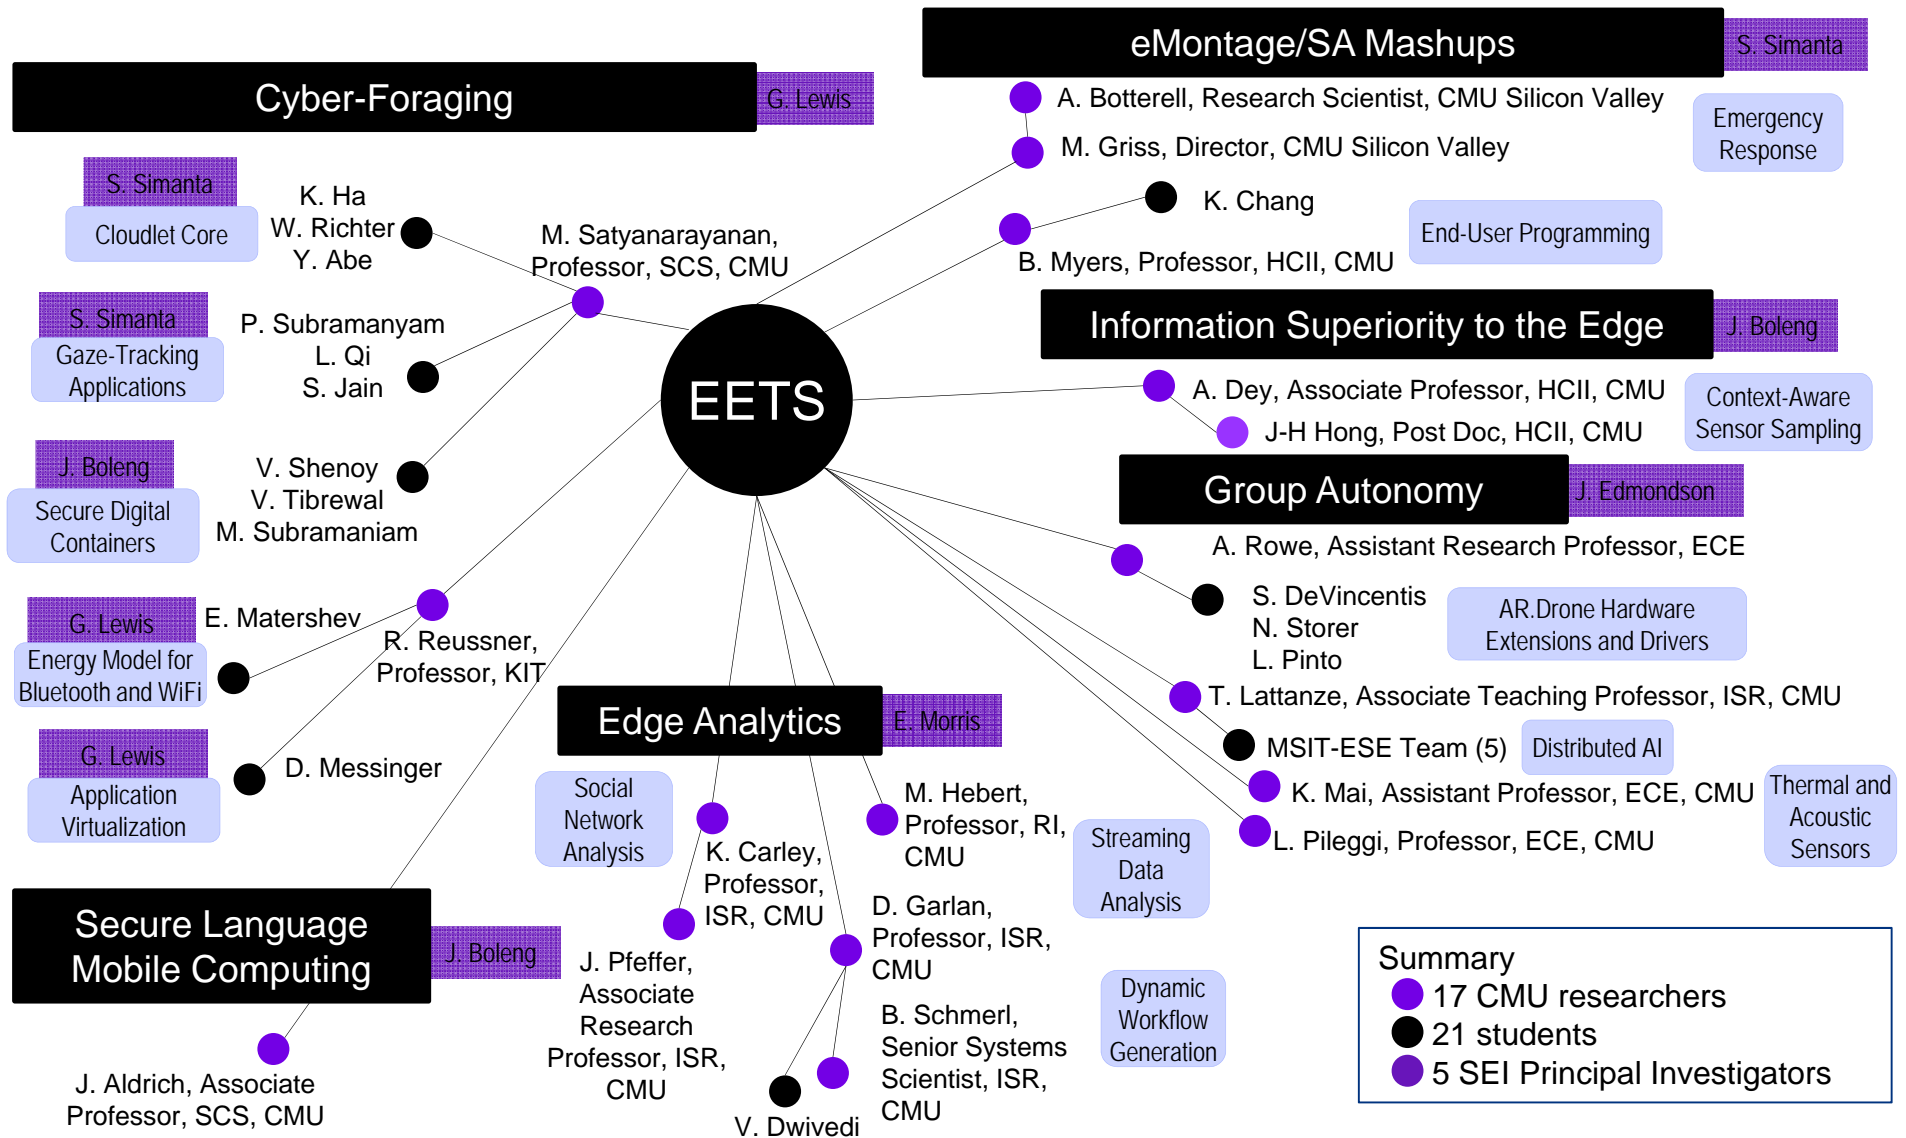 Cyber-Foraging
G. Lewis
S. Simanta
Cloudlet Core
K. Ha
W. Richter
Y. Abe
M. Satyanarayanan,
Professor, SCS, CMU
S. Simanta
Gaze-Tracking
Applications
P. Subramanyam
L. Qi
S. Jain
J. Boleng
Secure Digital
Containers
V. Shenoy
V. Tibrewal
M. Subramaniam
G. Lewis
Energy Model for
Bluetooth and WiFi
E. Matershev
R. Reussner,
Professor, KIT
G. Lewis
Application
Virtualization
D. Messinger
EETS
eMontage/SA Mashups
S. Simanta
A. Botterell, Research Scientist, CMU Silicon Valley
M. Griss, Director, CMU Silicon Valley
Emergency
Response
K. Chang
B. Myers, Professor, HCII, CMU
End-User Programming
Information Superiority to the Edge
J. Boleng
A. Dey, Associate Professor, HCII, CMU
J-H Hong, Post Doc, HCII, CMU
Context-Aware
Sensor Sampling
Group Autonomy
J. Edmondson
A. Rowe, Assistant Research Professor, ECE
S. DeVincentis
N. Storer
L. Pinto
AR.Drone Hardware
Extensions and Drivers
T. Lattanze, Associate Teaching Professor, ISR, CMU
MSIT-ESE Team (5)
Distributed AI
K. Mai, Assistant Professor, ECE, CMU
L. Pileggi, Professor, ECE, CMU
Thermal and
Acoustic
Sensors
Edge Analytics
E. Morris
Social
Network
Analysis
K. Carley,
Professor,
ISR, CMU
J. Pfeffer,
Associate
Research
Professor, ISR,
CMU
M. Hebert,
Professor, RI,
CMU
Streaming
Data
Analysis
D. Garlan,
Professor, ISR,
CMU
B. Schmerl,
Senior Systems
Scientist, ISR,
CMU
V. Dwivedi
Dynamic
Workflow
Generation
Secure Language
Mobile Computing
J. Boleng
J. Aldrich, Associate
Professor, SCS, CMU
Summary
17 CMU researchers
21 students
5 SEI Principal Investigators